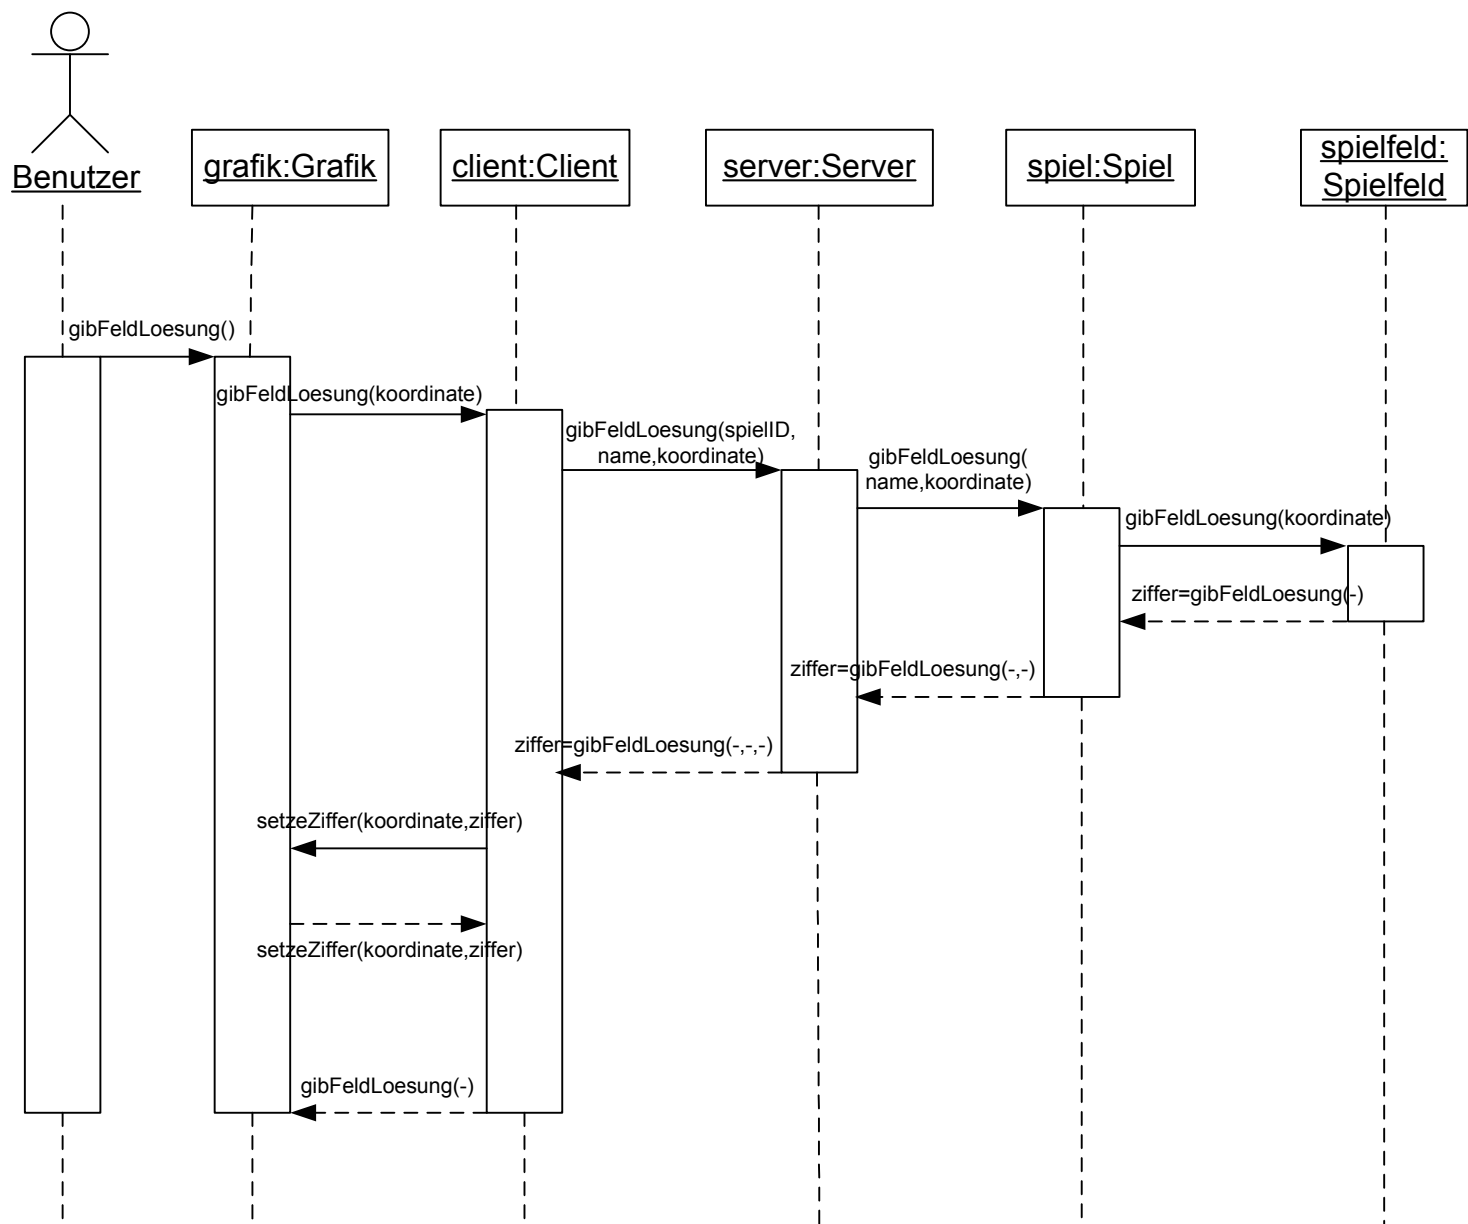 Benutzer
grafik:Grafik
client:Client
server:Server
spiel:Spiel
spielfeld:
Spielfeld
gibFeldLoesung()
gibFeldLoesung(koordinate)
gibFeldLoesung(spielID,
name,koordinate)
gibFeldLoesung(
name,koordinate)
gibFeldLoesung(koordinate)
ziffer=gibFeldLoesung(-)
ziffer=gibFeldLoesung(-,-)
ziffer=gibFeldLoesung(-,-,-)
setzeZiffer(koordinate,ziffer)
setzeZiffer(koordinate,ziffer)
gibFeldLoesung(-)